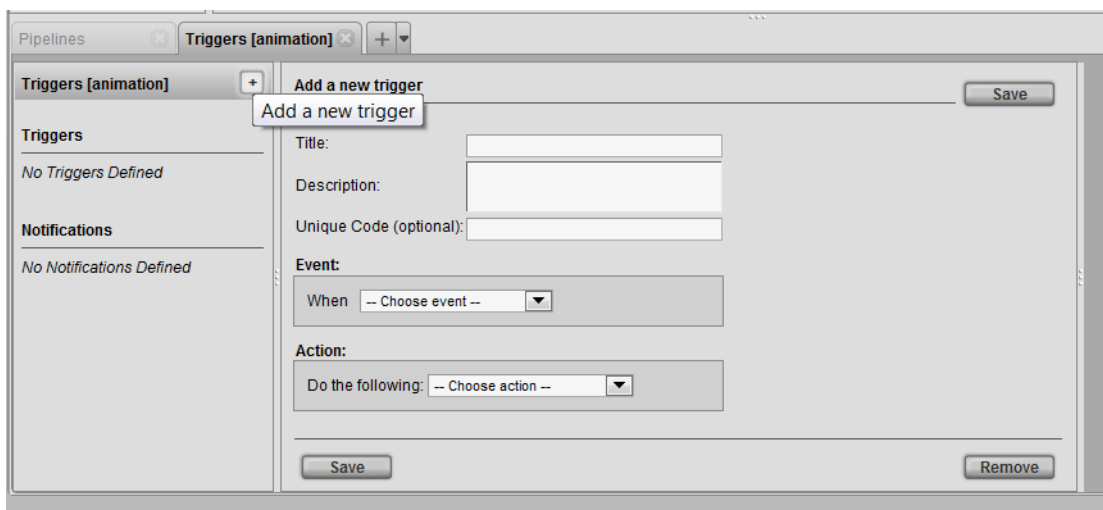 Pipelines
Triggers [animation]
+
Triggers [animation]
+
Add a new trigger
Save
Add a new trigger
Triggers
No Triggers Defined
Notifications
No Notifications Defined
Title:
Description:
Unique Code (optional):
Event:
When -- Choose event --
Action:
Do the following: -- Choose action --
Save
Remove